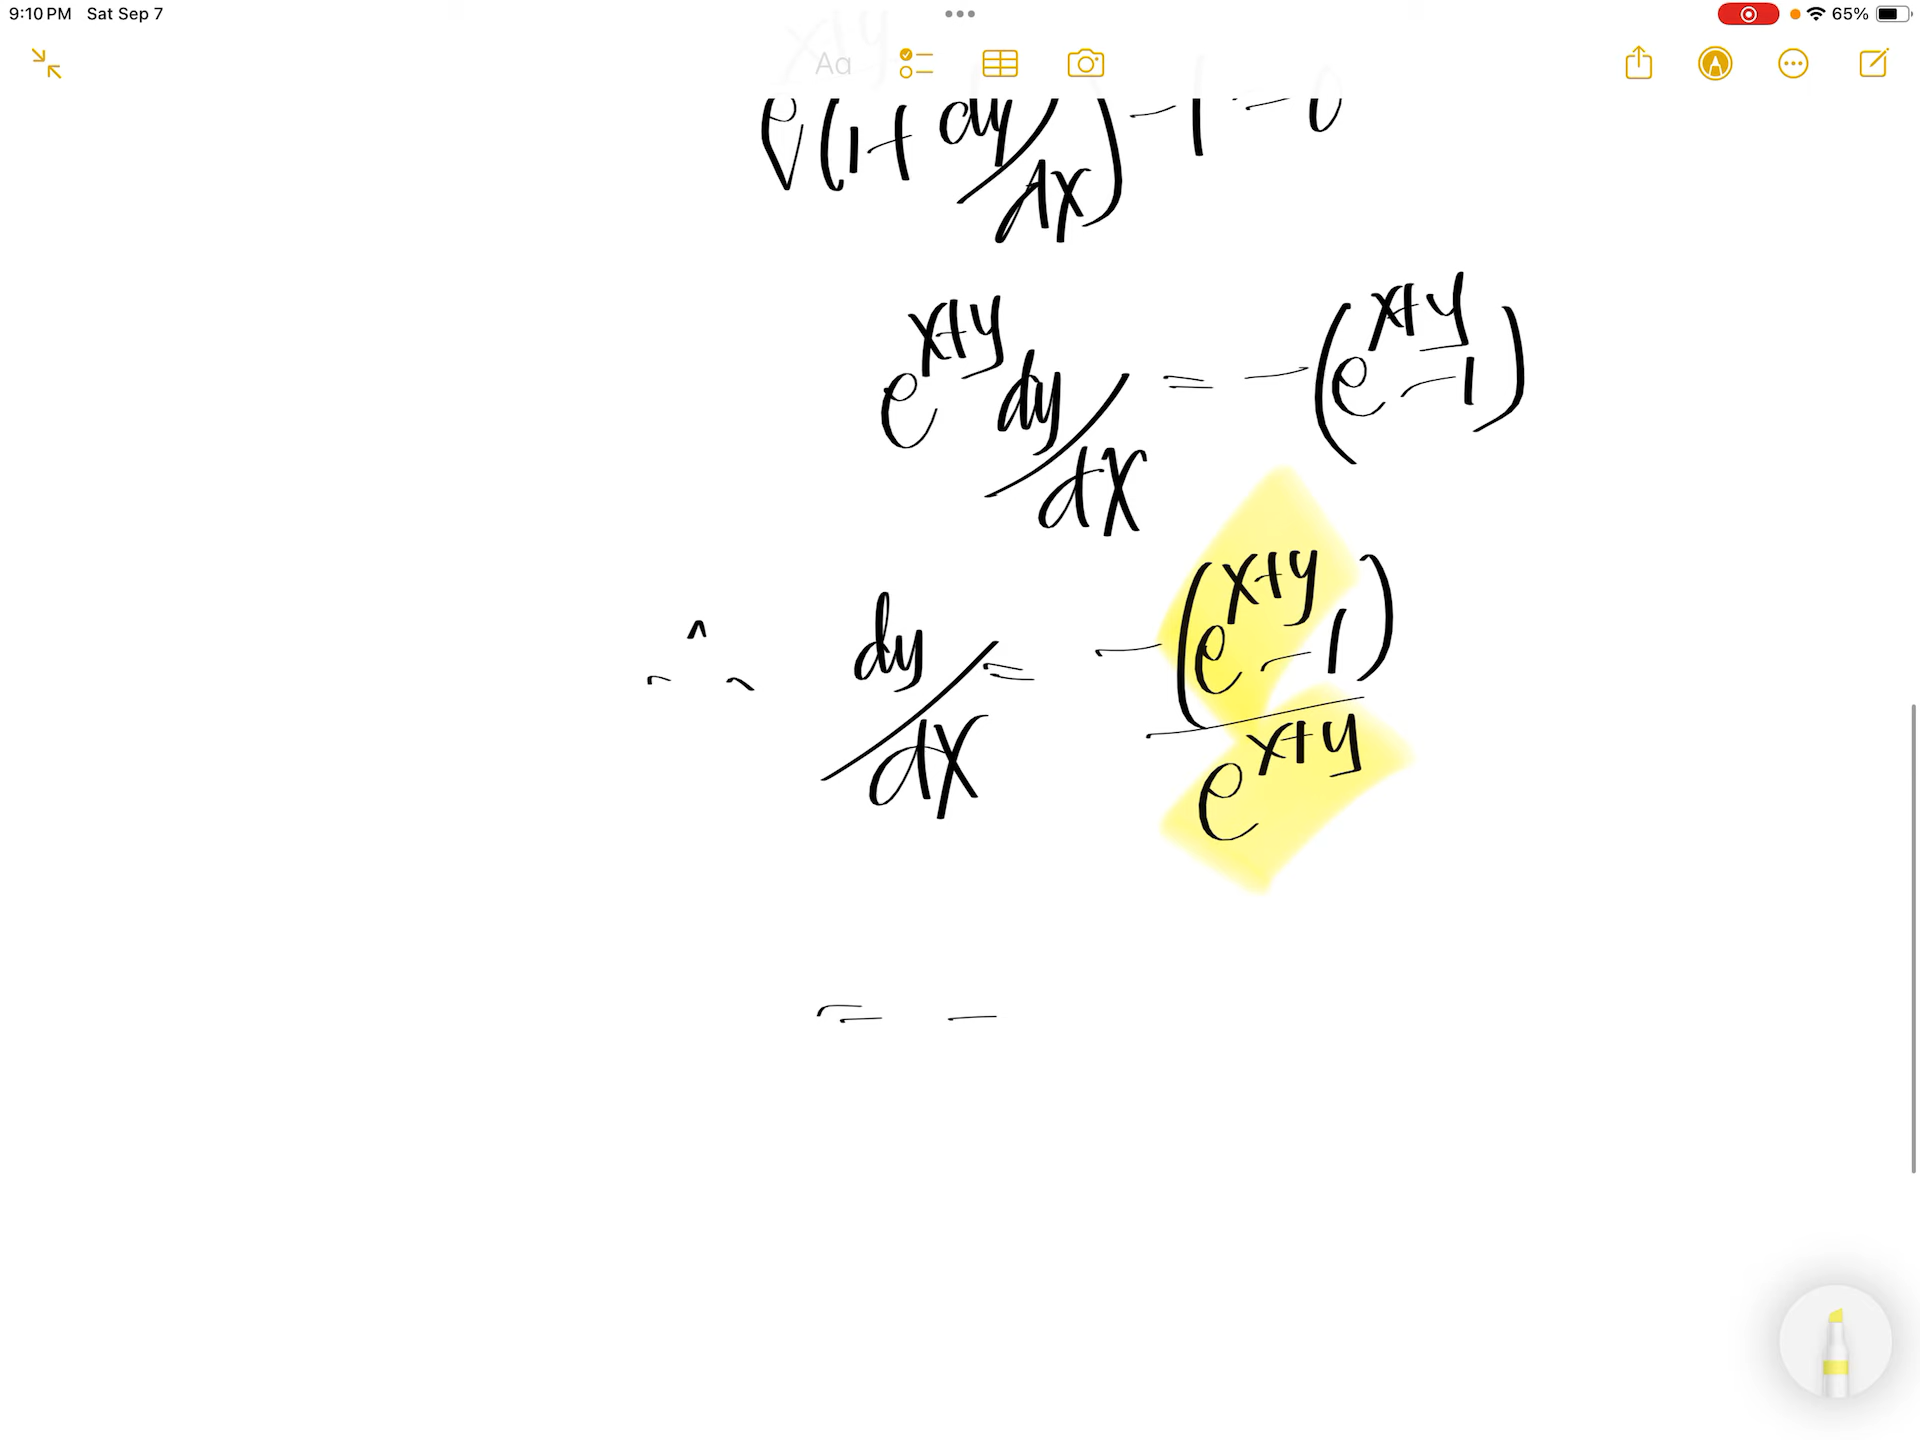 9:10 PM Sat Sep 7
65%
x+y
Aa
e(1+dy/dx)-1=0
e^{x+y} dy/dx = -(e^{x+y}-1)
∴ dy/dx = -(e^{x+y}-1)/e^{x+y}
= -